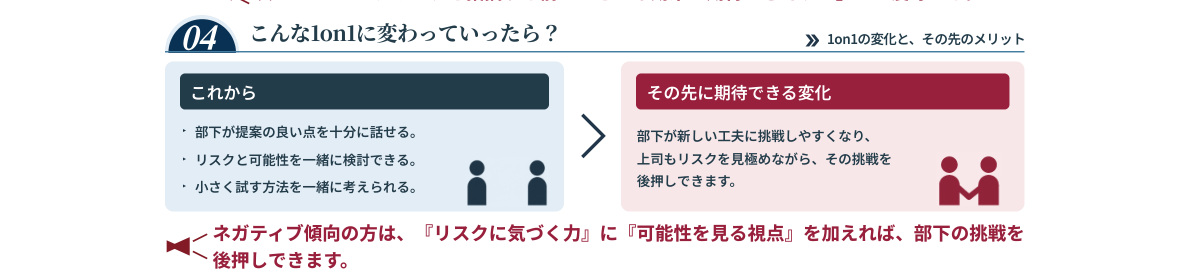 04 こんな1on1に変わっていったら？
1on1の変化と、その先のメリット
これから
・ 部下が提案の良い点を十分に話せる。
・ リスクと可能性を一緒に検討できる。
・ 小さく試す方法を一緒に考えられる。
その先に期待できる変化
部下が新しい工夫に挑戦しやすくなり、
上司もリスクを見極めながら、その挑戦を
後押しできます。
ネガティブ傾向の方は、『リスクに気づく力』に『可能性を見る視点』を加えれば、部下の挑戦を
後押しできます。